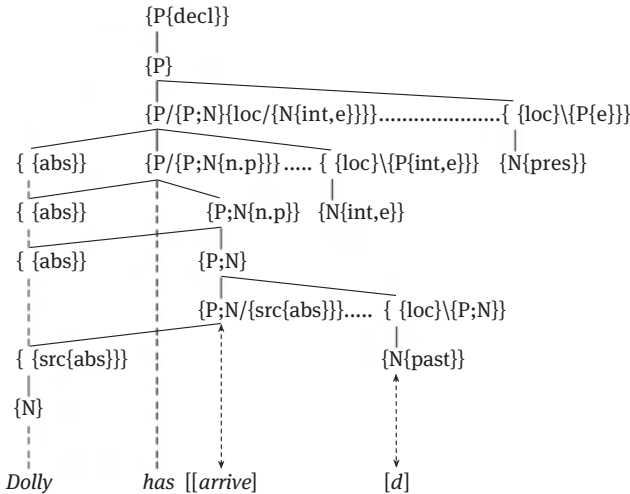 {P{decl}}
{P}
{P/{P;N}{loc/{N{int,e}}}}.....................{ {loc}\{P{e}}}
{ {abs}} {P/{P;N{n.p}}}..... { {loc}\{P{int,e}}} {N{pres}}
{ {abs}} {P;N{n.p}} {N{int,e}}
{ {abs}} {P;N}
{P;N/{src{abs}}}..... { {loc}\{P;N}}
{ {src{abs}}} {N{past}}
{N}
Dolly has [[arrive] [d]